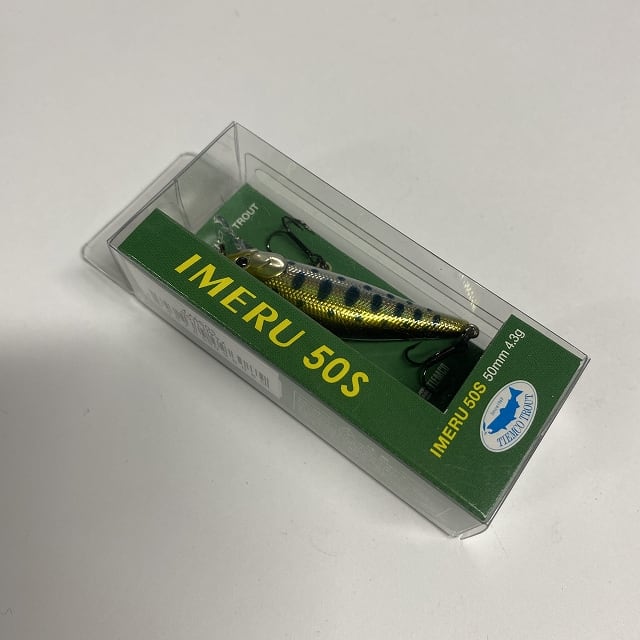 TROUT
IMERU 50S
IMERU 50S 50mm 4.3g
TIEMCO TROUT